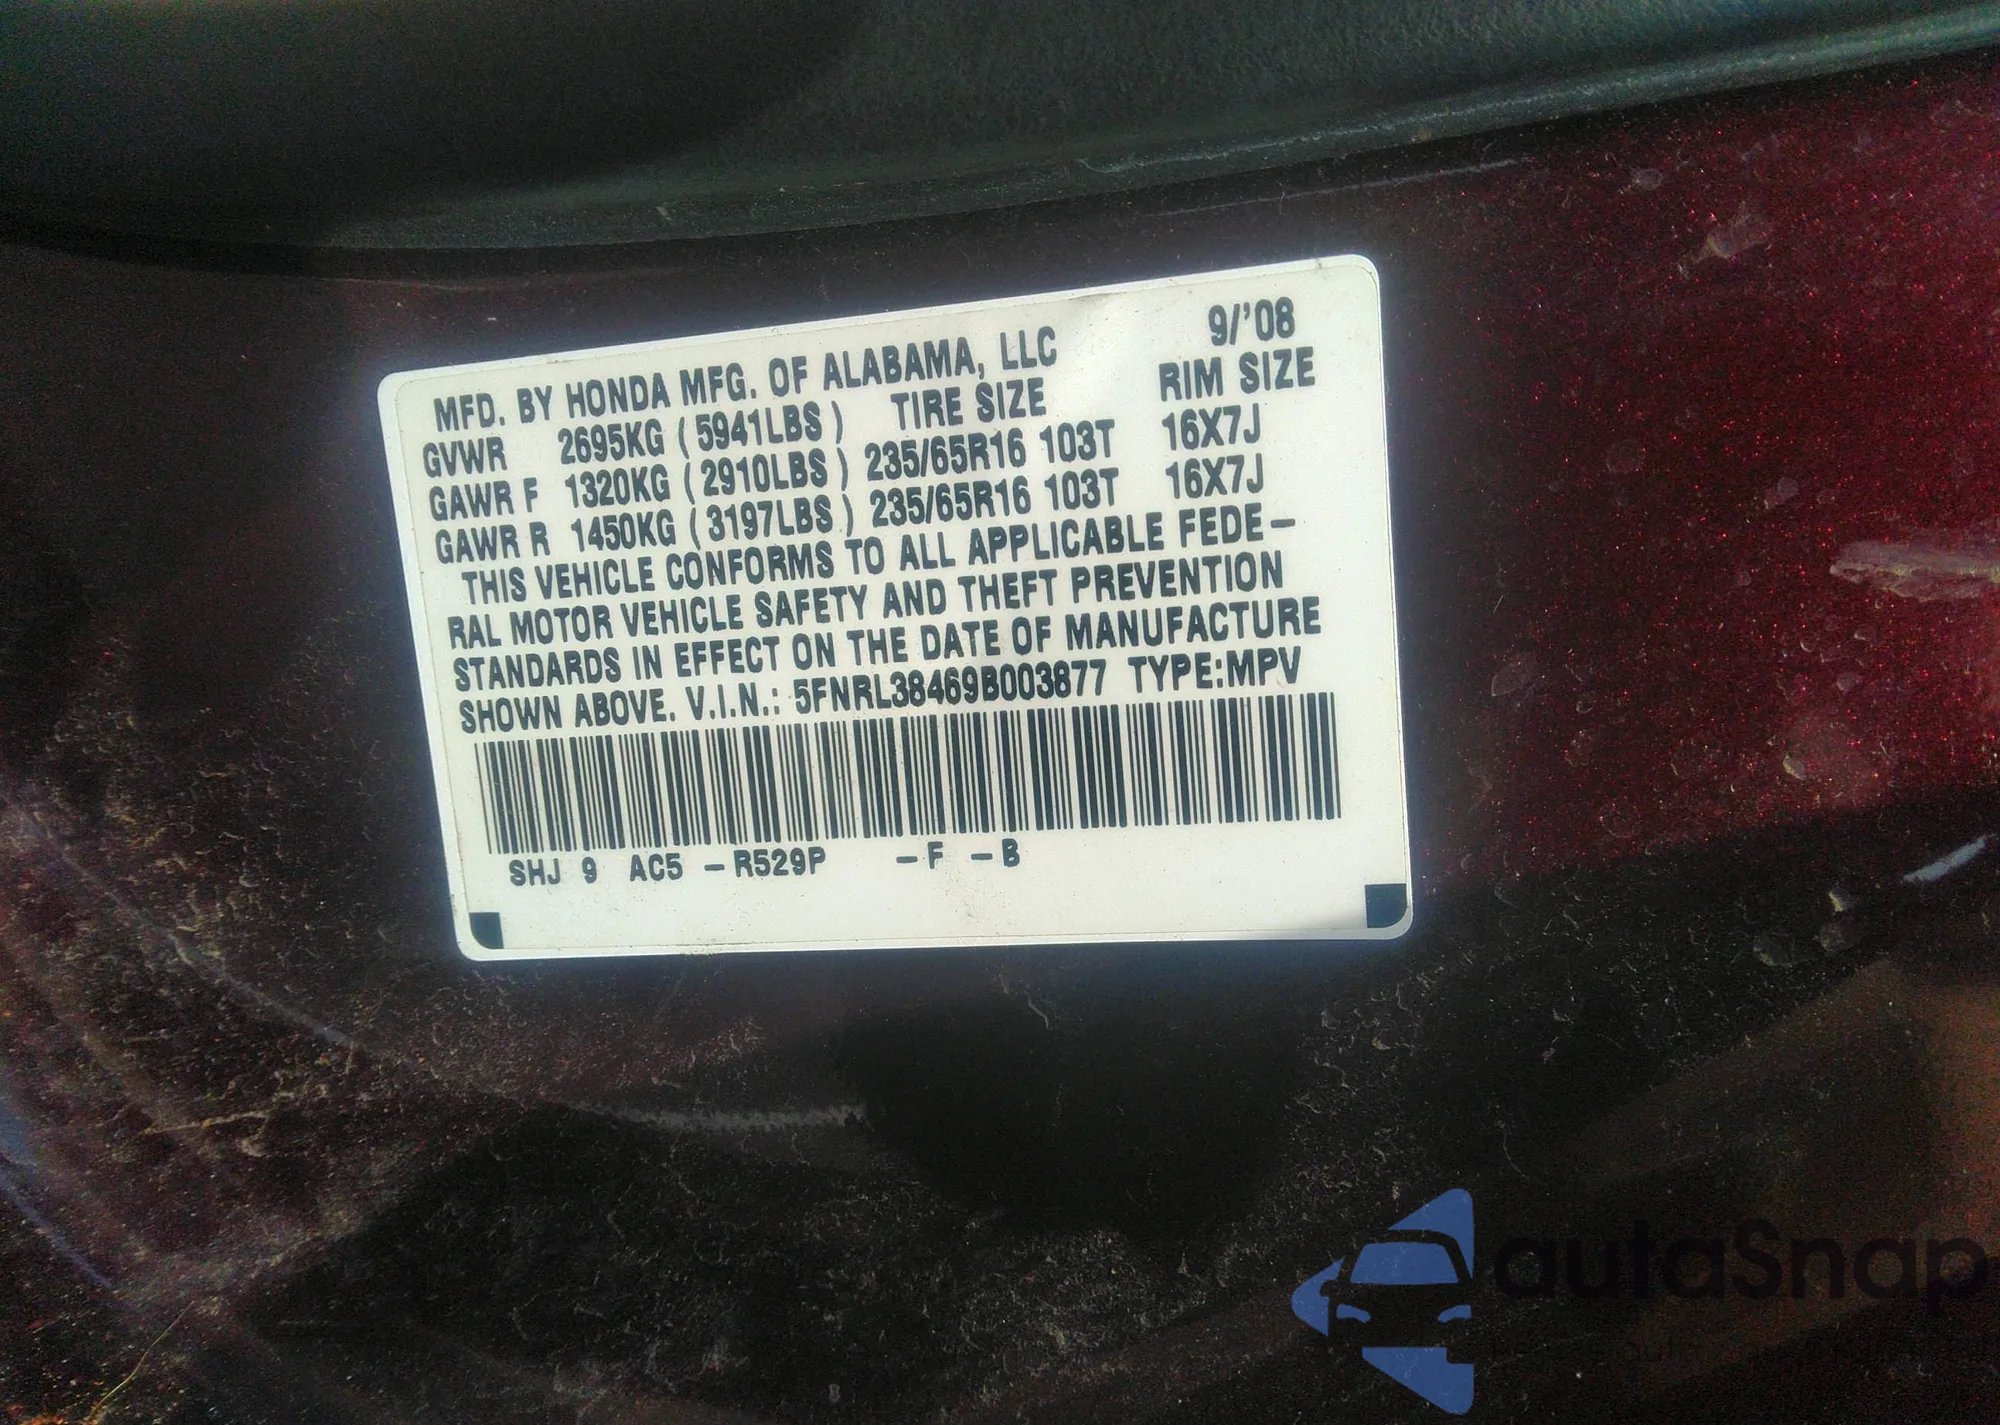 MFD. BY HONDA MFG. OF ALABAMA, LLC 9/'08
GVWR 2695KG (5941LBS) TIRE SIZE RIM SIZE
GAWR F 1320KG (2910LBS) 235/65R16 103T 16X7J
GAWR R 1450KG (3197LBS) 235/65R16 103T 16X7J
THIS VEHICLE CONFORMS TO ALL APPLICABLE FEDE-
RAL MOTOR VEHICLE SAFETY AND THEFT PREVENTION
STANDARDS IN EFFECT ON THE DATE OF MANUFACTURE
SHOWN ABOVE. V.I.N.: 5FNRL38469B003877 TYPE:MPV
SHJ 9 AC5 -R529P -F -B
autaSnap